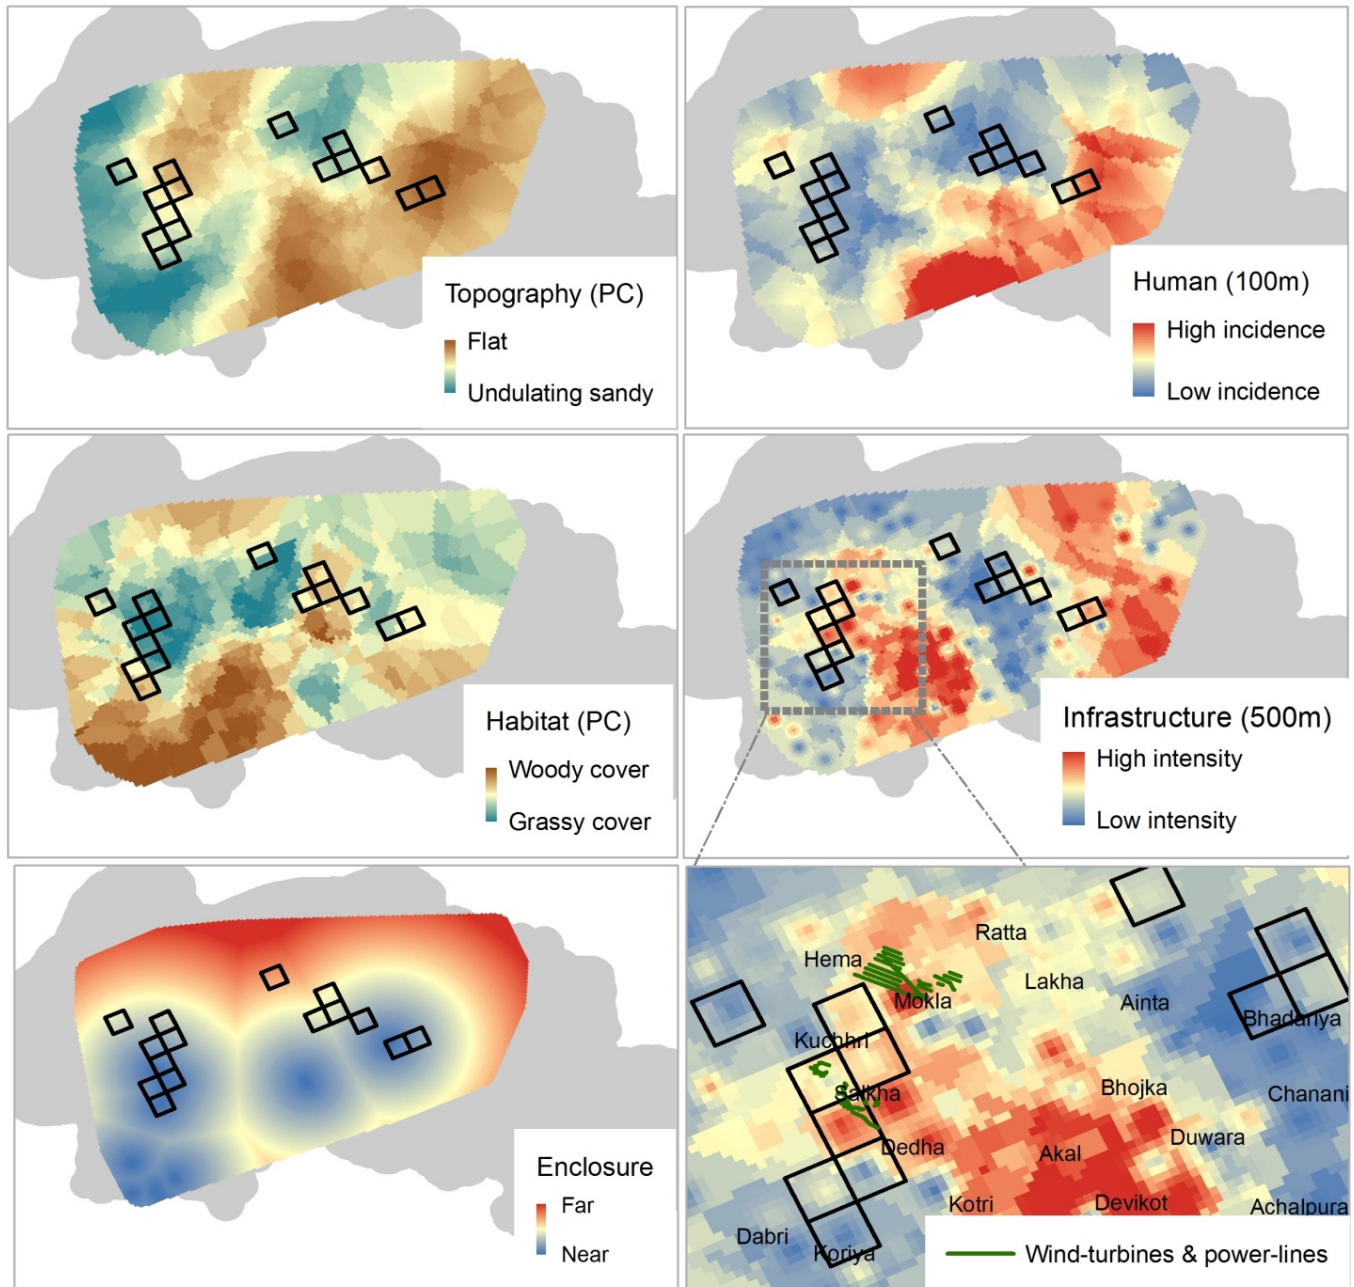 Topography (PC)
Flat
Undulating sandy
Human (100m)
High incidence
Low incidence
Habitat (PC)
Woody cover
Grassy cover
Infrastructure (500m)
High intensity
Low intensity
Enclosure
Far
Near
Ratta
Hema
Lakha
Mokla
Ainta
Bhadariya
Kuchhri
Salkha
Bhojka
Chanani
Dedha
Duwara
Akal
Kotri
Devikot
Achalpura
Dabri
Koriya
Wind-turbines & power-lines